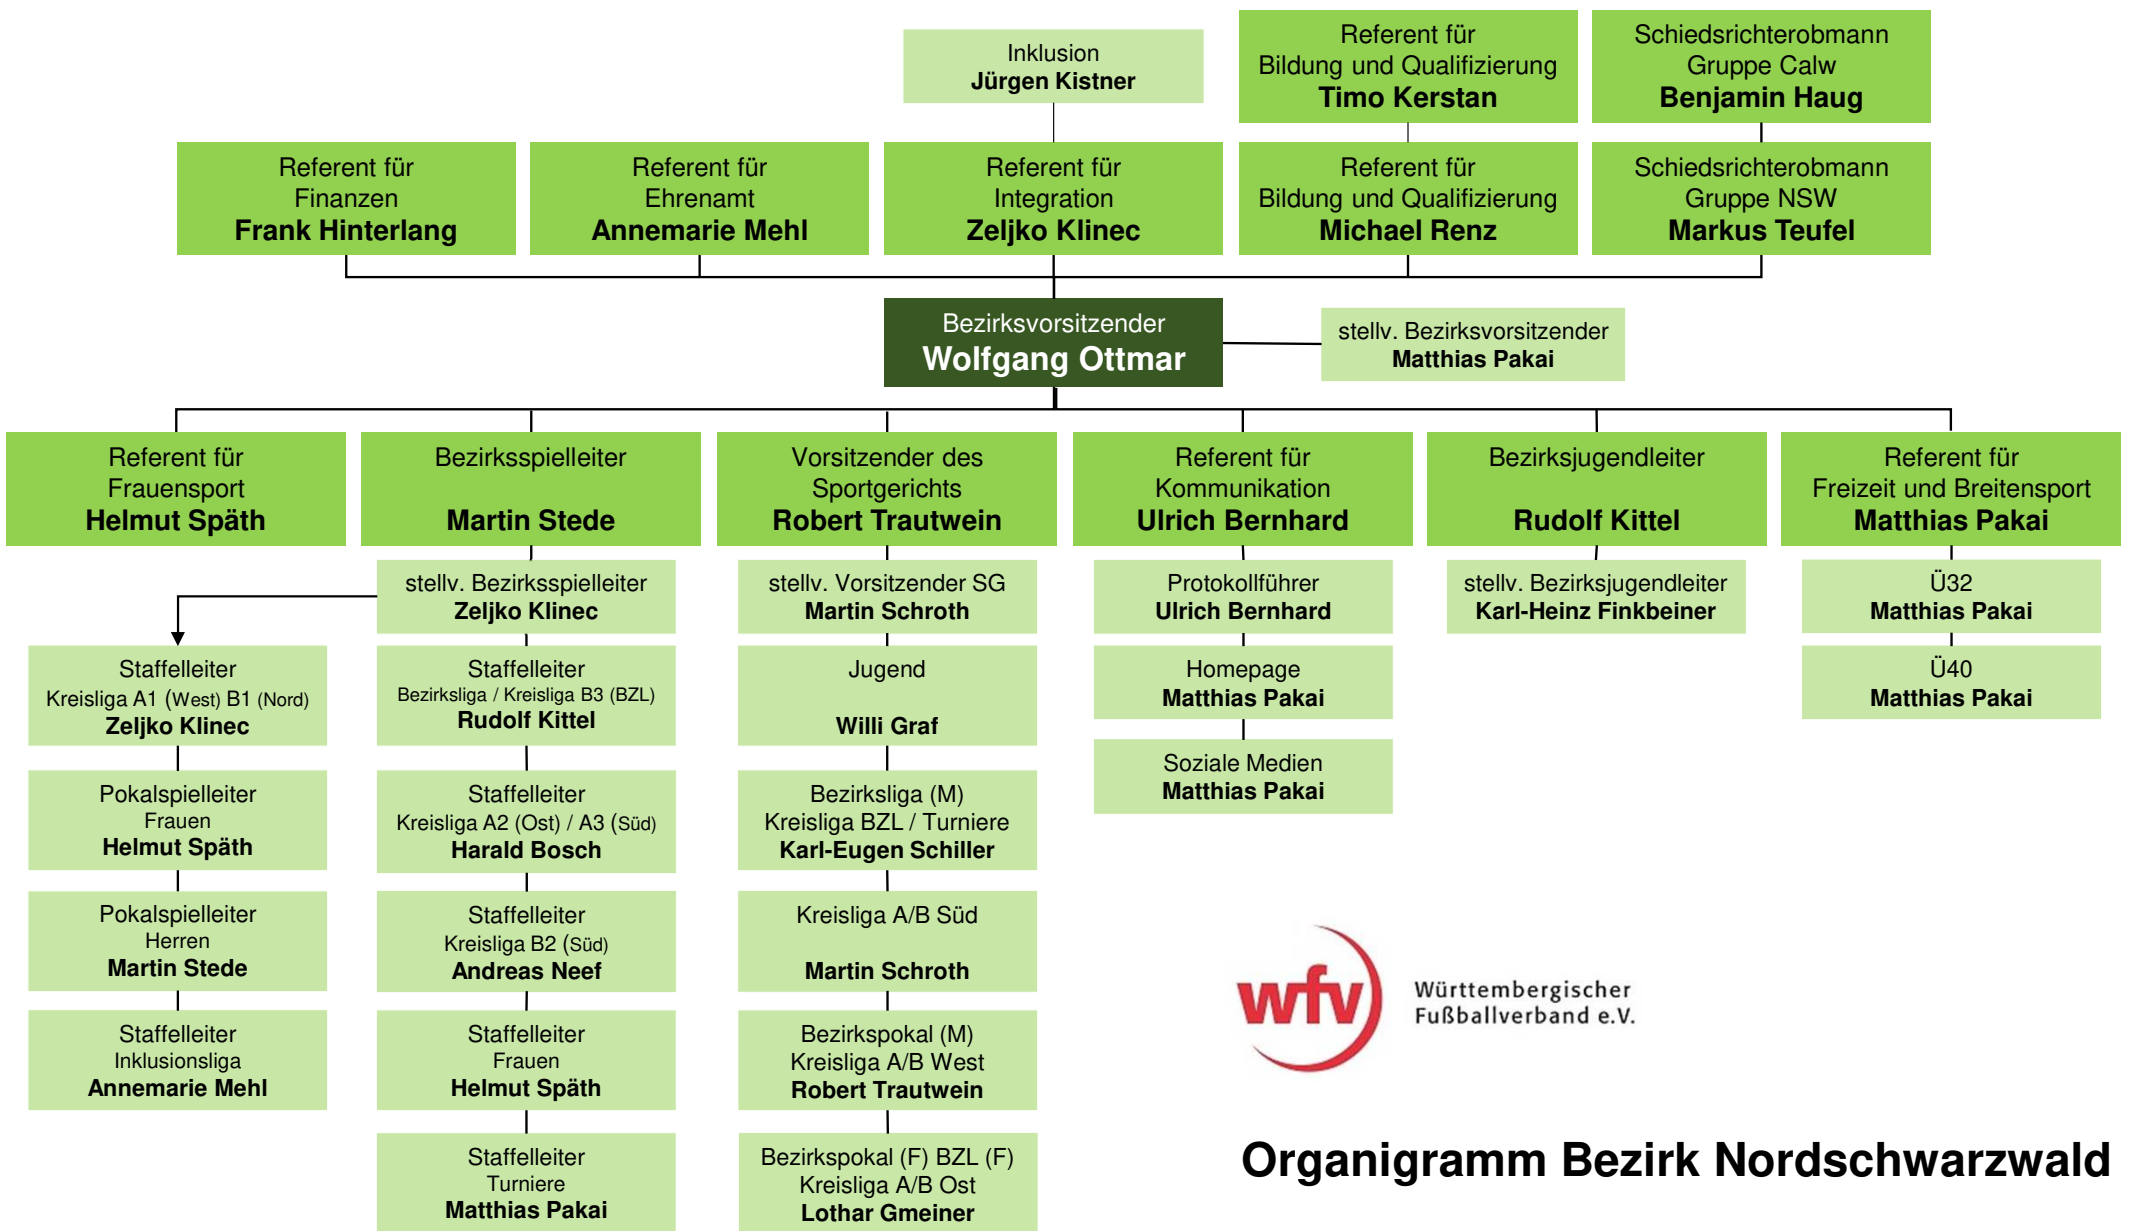 Inklusion
Jürgen Kistner
Referent für
Bildung und Qualifizierung
Timo Kerstan
Schiedsrichterobmann
Gruppe Calw
Benjamin Haug
Referent für
Finanzen
Frank Hinterlang
Referent für
Ehrenamt
Annemarie Mehl
Referent für
Integration
Zeljko Klinec
Referent für
Bildung und Qualifizierung
Michael Renz
Schiedsrichterobmann
Gruppe NSW
Markus Teufel
Bezirksvorsitzender
Wolfgang Ottmar
stellv. Bezirksvorsitzender
Matthias Pakai
Referent für
Frauensport
Helmut Späth
Bezirksspielleiter
Martin Stede
Vorsitzender des
Sportgerichts
Robert Trautwein
Referent für
Kommunikation
Ulrich Bernhard
Bezirksjugendleiter
Rudolf Kittel
Referent für
Freizeit und Breitensport
Matthias Pakai
Staffelleiter
Kreisliga A1 (West) B1 (Nord)
Zeljko Klinec
Pokalspielleiter
Frauen
Helmut Späth
Pokalspielleiter
Herren
Martin Stede
Staffelleiter
Inklusionsliga
Annemarie Mehl
stellv. Bezirksspielleiter
Zeljko Klinec
Staffelleiter
Bezirksliga / Kreisliga B3 (BZL)
Rudolf Kittel
Staffelleiter
Kreisliga A2 (Ost) / A3 (Süd)
Harald Bosch
Staffelleiter
Kreisliga B2 (Süd)
Andreas Neef
Staffelleiter
Frauen
Helmut Späth
Staffelleiter
Turniere
Matthias Pakai
stellv. Vorsitzender SG
Martin Schroth
Jugend
Willi Graf
Bezirksliga (M)
Kreisliga BZL / Turniere
Karl-Eugen Schiller
Kreisliga A/B Süd
Martin Schroth
Bezirkspokal (M)
Kreisliga A/B West
Robert Trautwein
Bezirkspokal (F) BZL (F)
Kreisliga A/B Ost
Lothar Gmeiner
Protokollführer
Ulrich Bernhard
Homepage
Matthias Pakai
Soziale Medien
Matthias Pakai
stellv. Bezirksjugendleiter
Karl-Heinz Finkbeiner
Ü32
Matthias Pakai
Ü40
Matthias Pakai
wfv
Württembergischer
Fußballverband e.V.
Organigramm Bezirk Nordschwarzwald